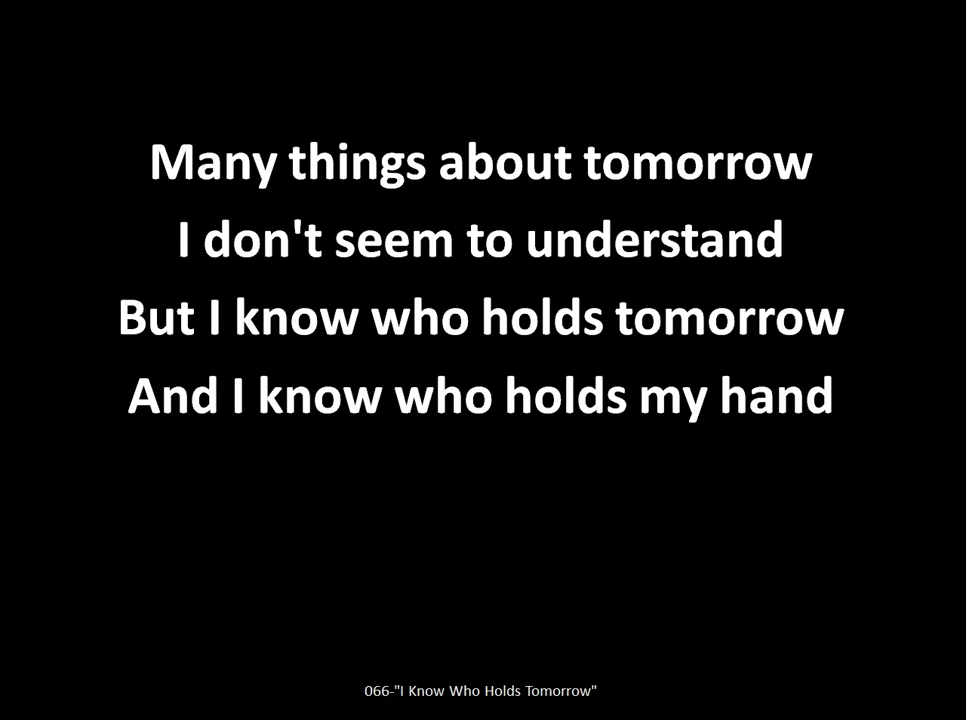 Many things about tomorrow
I don't seem to understand
But I know who holds tomorrow
And I know who holds my hand
066-"I Know Who Holds Tomorrow"